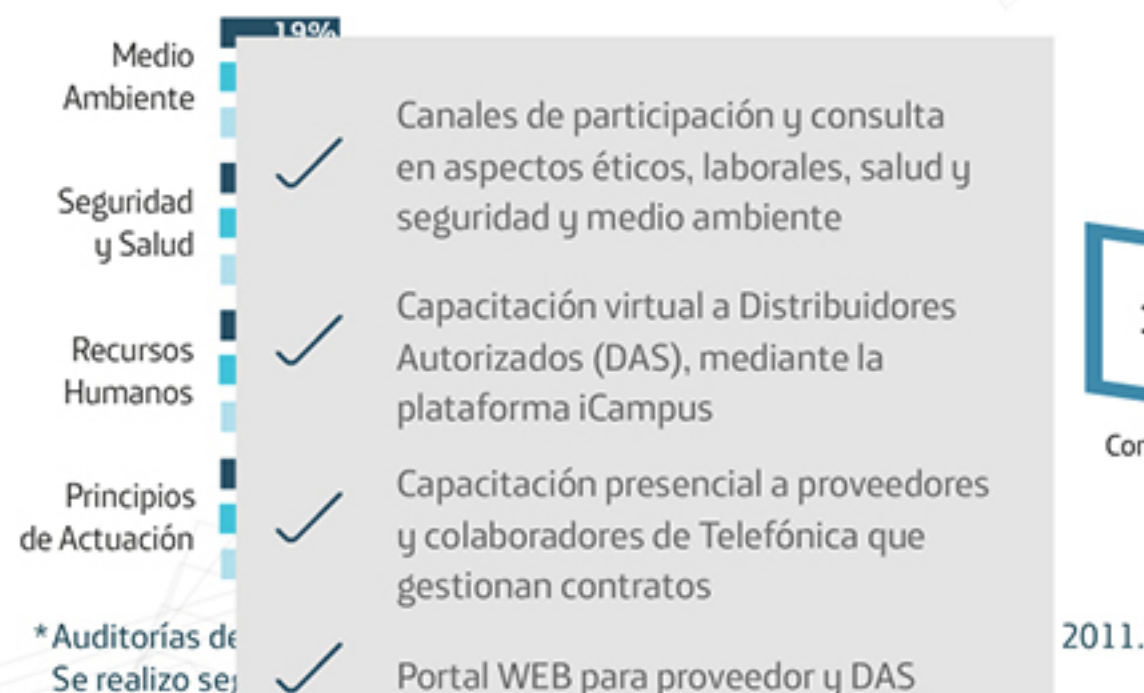 19%
Medio
Ambiente
Seguridad
y Salud
Recursos
Humanos
Principios
de Actuación
Canales de participación y consulta
en aspectos éticos, laborales, salud y
seguridad y medio ambiente
Capacitación virtual a Distribuidores
Autorizados (DAS), mediante la
plataforma iCampus
Capacitación presencial a proveedores
y colaboradores de Telefónica que
gestionan contratos
Portal WEB para proveedor y DAS
*Auditorías de 2011.
Se realizo